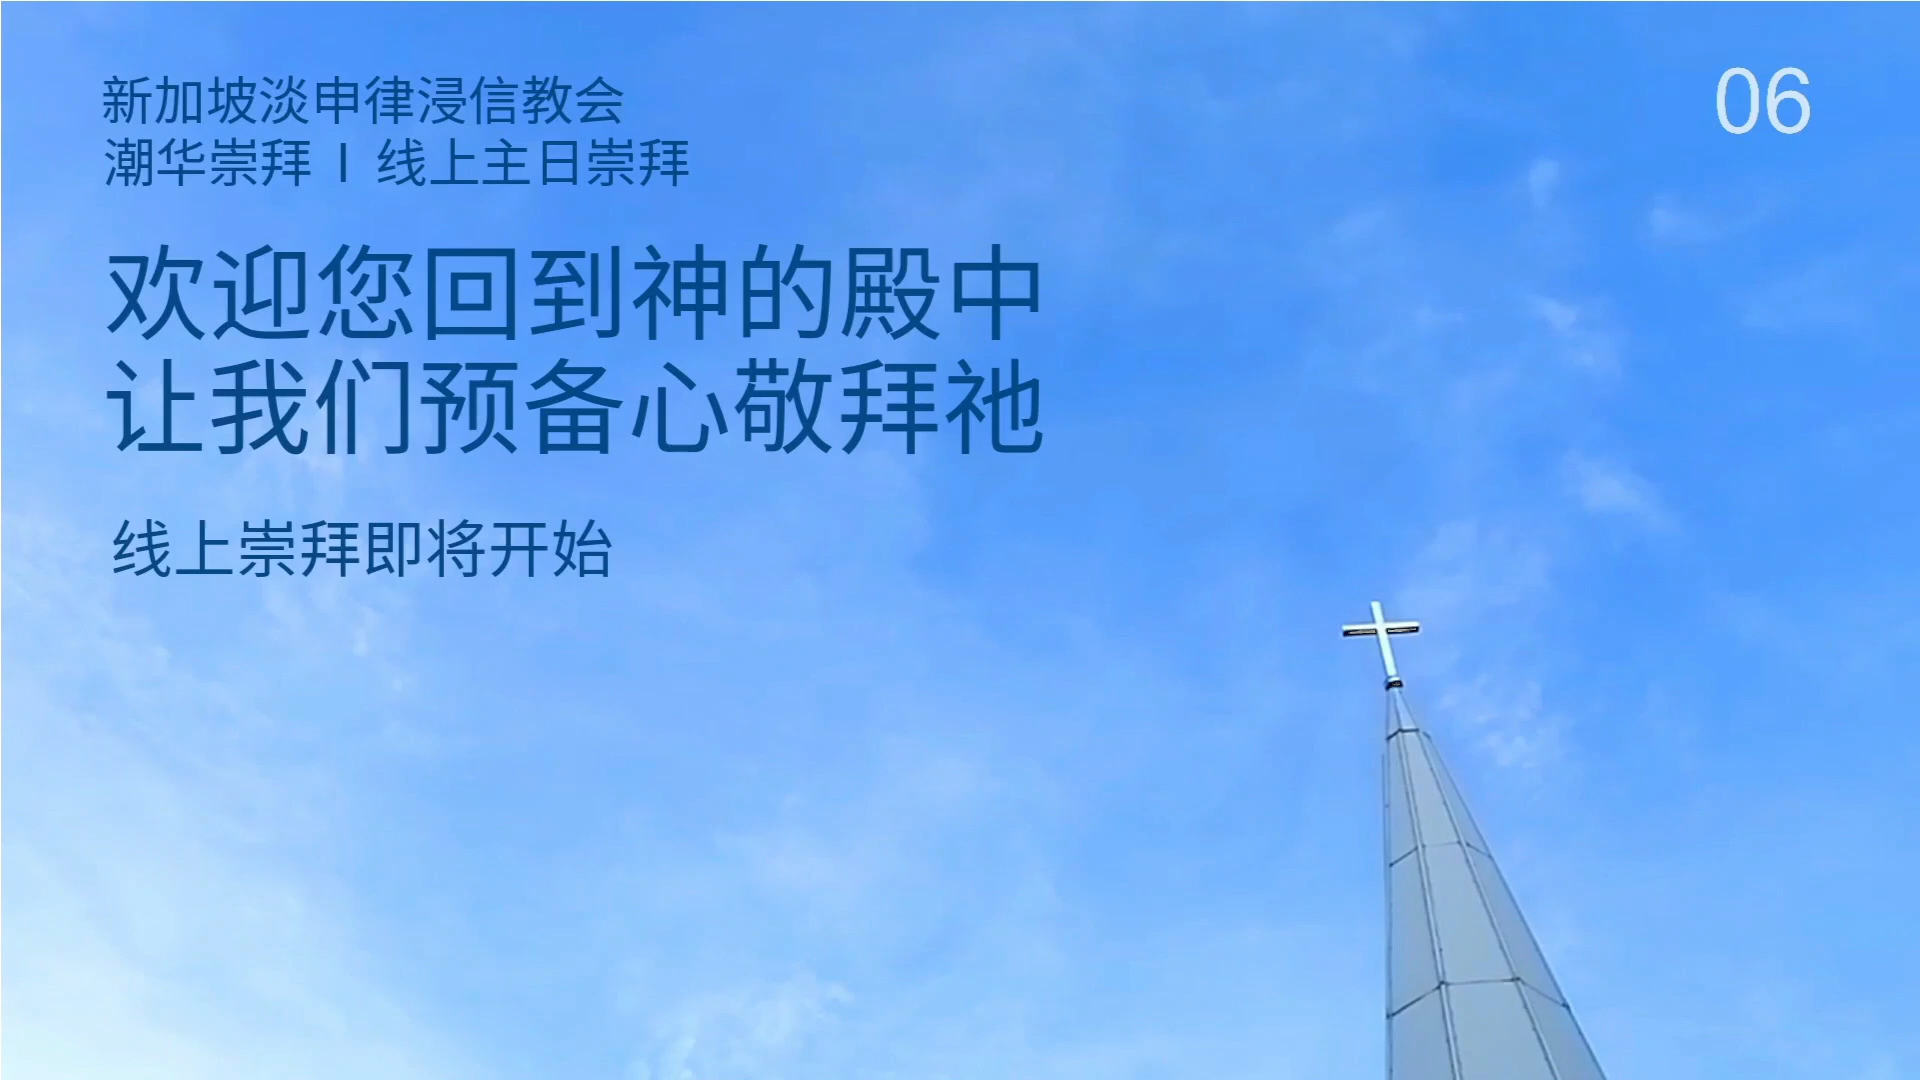 新加坡淡申律浸信教会
06
潮华崇拜 I 线上主日崇拜
欢迎您回到神的殿中
让我们预备心敬拜祂
线上崇拜即将开始